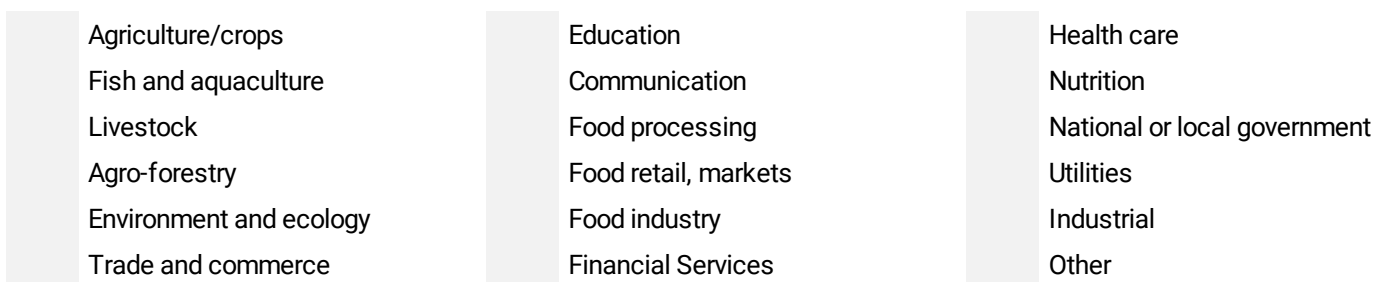 Agriculture/crops
Fish and aquaculture
Livestock
Agro-forestry
Environment and ecology
Trade and commerce
Education
Communication
Food processing
Food retail, markets
Food industry
Financial Services
Health care
Nutrition
National or local government
Utilities
Industrial
Other